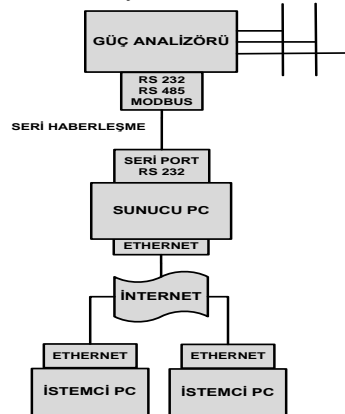 GÜÇ ANALİZÖRÜ
RS 232
RS 485
MODBUS
SERİ HABERLEŞME
SERİ PORT
RS 232
SUNUCU PC
ETHERNET
İNTERNET
ETHERNET
ETHERNET
İSTEMCİ PC
İSTEMCİ PC